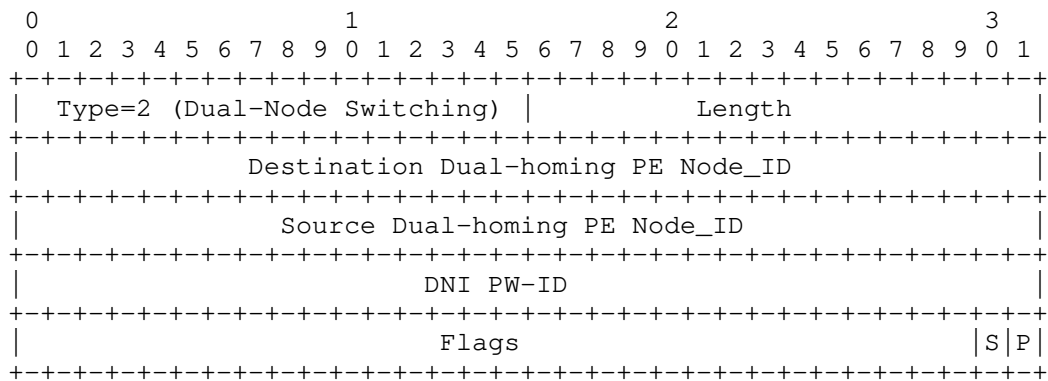 0                   1                   2                   3
0 1 2 3 4 5 6 7 8 9 0 1 2 3 4 5 6 7 8 9 0 1 2 3 4 5 6 7 8 9 0 1
+-+-+-+-+-+-+-+-+-+-+-+-+-+-+-+-+-+-+-+-+-+-+-+-+-+-+-+-+-+-+-+-+
|  Type=2 (Dual-Node Switching) |          Length               |
+-+-+-+-+-+-+-+-+-+-+-+-+-+-+-+-+-+-+-+-+-+-+-+-+-+-+-+-+-+-+-+-+
|              Destination Dual-homing PE Node_ID               |
+-+-+-+-+-+-+-+-+-+-+-+-+-+-+-+-+-+-+-+-+-+-+-+-+-+-+-+-+-+-+-+-+
|                Source Dual-homing PE Node_ID                  |
+-+-+-+-+-+-+-+-+-+-+-+-+-+-+-+-+-+-+-+-+-+-+-+-+-+-+-+-+-+-+-+-+
|                         DNI PW-ID                             |
+-+-+-+-+-+-+-+-+-+-+-+-+-+-+-+-+-+-+-+-+-+-+-+-+-+-+-+-+-+-+-+-+
|                          Flags                            |S|P|
+-+-+-+-+-+-+-+-+-+-+-+-+-+-+-+-+-+-+-+-+-+-+-+-+-+-+-+-+-+-+-+-+